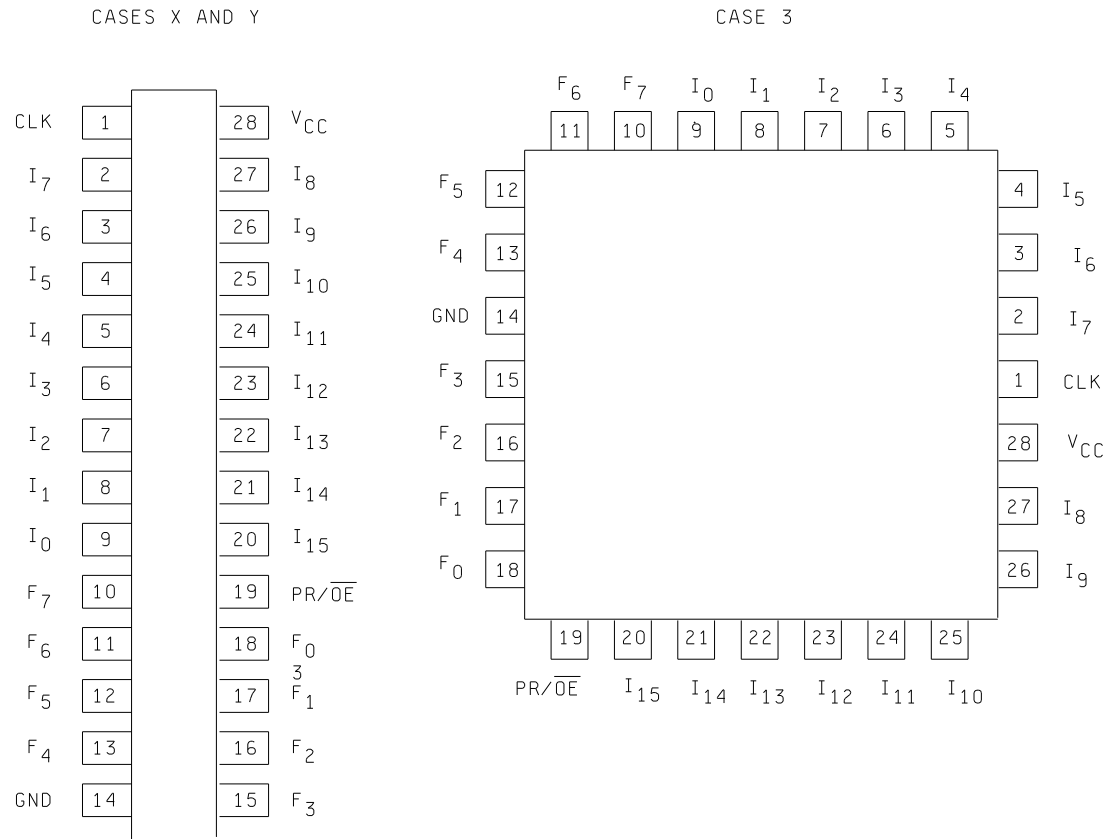 CASES X AND Y
CLK 1 28 VCC
I7 2 27 I8
I6 3 26 I9
I5 4 25 I10
I4 5 24 I11
I3 6 23 I12
I2 7 22 I13
I1 8 21 I14
I0 9 20 I15
F7 10 19 PR/O̅E̅
F6 11 18 F0
3
F5 12 17 F1
F4 13 16 F2
GND 14 15 F3
CASE 3
F6 F7 I0 I1 I2 I3 I4
11 10 9 8 7 6 5
F5 12 4 I5
F4 13 3 I6
GND 14 2 I7
F3 15 1 CLK
F2 16 28 VCC
F1 17 27 I8
F0 18 26 I9
19 20 21 22 23 24 25
PR/O̅E̅ I15 I14 I13 I12 I11 I10